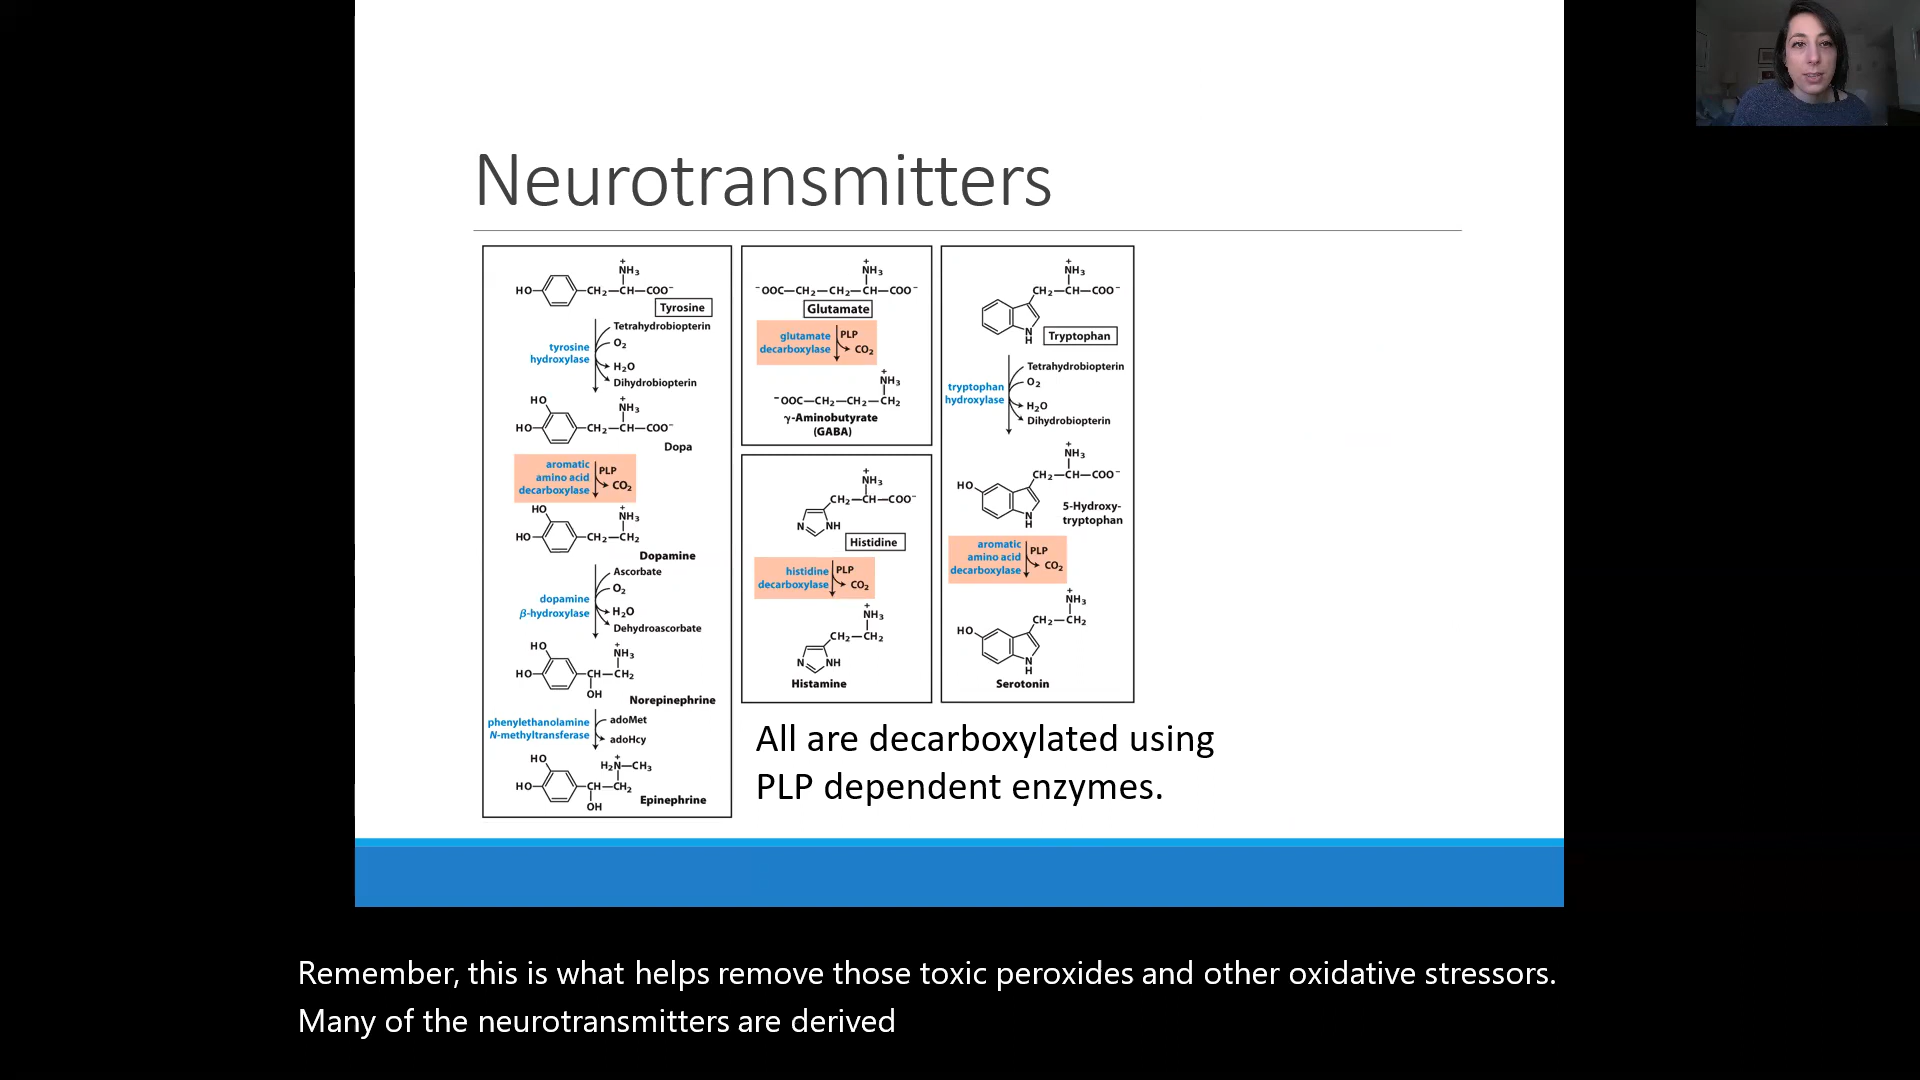 Neurotransmitters
+
NH3
HO
CH2—CH—COO−
Tyrosine
Tetrahydrobiopterin
O2
tyrosine
hydroxylase
H2O
Dihydrobiopterin
HO
+
NH3
HO
CH2—CH—COO−
Dopa
aromatic
amino acid
decarboxylase
PLP
CO2
HO
+
NH3
HO
CH2—CH2
Dopamine
Ascorbate
O2
dopamine
β-hydroxylase
H2O
Dehydroascorbate
HO
+
NH3
HO
CH—CH2
OH
Norepinephrine
phenylethanolamine
N-methyltransferase
adoMet
adoHcy
HO
+
H2N—CH3
HO
CH—CH2
OH
Epinephrine
+
NH3
−OOC—CH2—CH2—CH—COO−
Glutamate
glutamate
decarboxylase
PLP
CO2
+
NH3
−OOC—CH2—CH2—CH2
γ-Aminobutyrate
(GABA)
+
NH3
CH2—CH—COO−
N
NH
Histidine
histidine
decarboxylase
PLP
CO2
+
NH3
CH2—CH2
N
NH
Histamine
+
NH3
CH2—CH—COO−
N
H
Tryptophan
Tetrahydrobiopterin
O2
tryptophan
hydroxylase
H2O
Dihydrobiopterin
+
NH3
CH2—CH—COO−
HO
N
H
5-Hydroxy-
tryptophan
aromatic
amino acid
decarboxylase
PLP
CO2
+
NH3
CH2—CH2
HO
N
H
Serotonin
All are decarboxylated using
PLP dependent enzymes.
Remember, this is what helps remove those toxic peroxides and other oxidative stressors.
Many of the neurotransmitters are derived